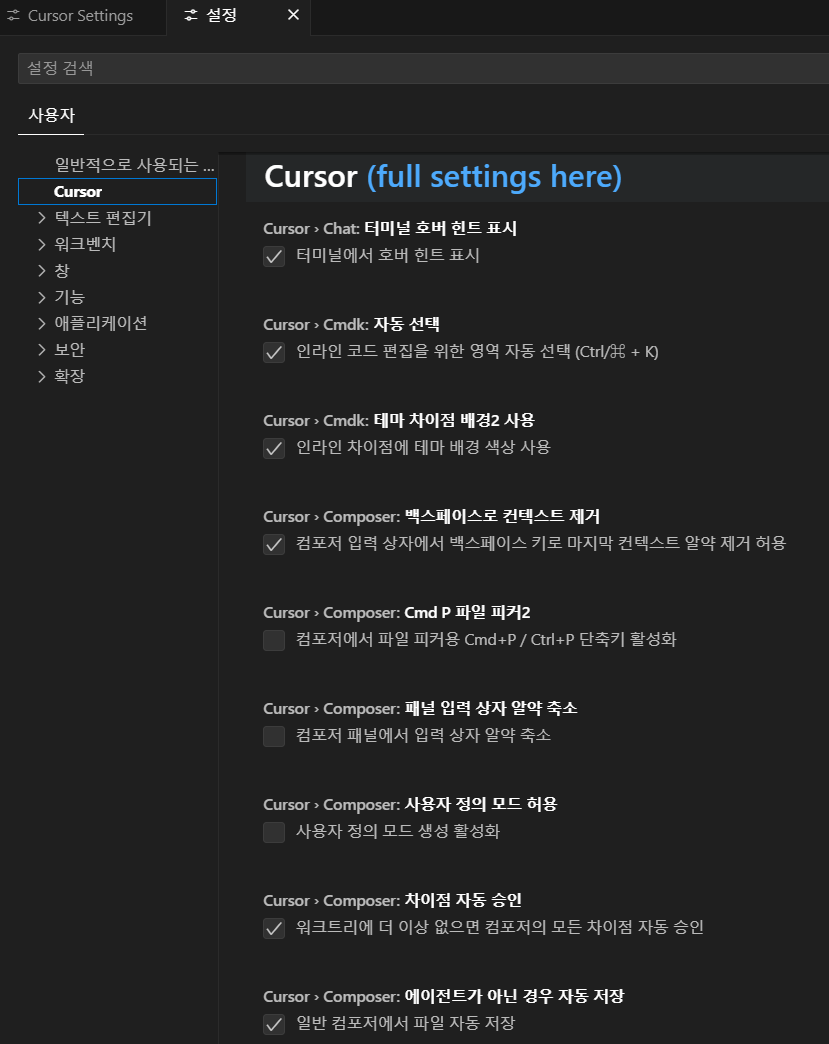 Cursor Settings
설정
설정 검색
사용자
일반적으로 사용되는 ...
Cursor
텍스트 편집기
워크벤치
창
기능
애플리케이션
보안
확장
Cursor (full settings here)
Cursor › Chat: 터미널 호버 힌트 표시
터미널에서 호버 힌트 표시
Cursor › Cmdk: 자동 선택
인라인 코드 편집을 위한 영역 자동 선택 (Ctrl/⌘ + K)
Cursor › Cmdk: 테마 차이점 배경2 사용
인라인 차이점에 테마 배경 색상 사용
Cursor › Composer: 백스페이스로 컨텍스트 제거
컴포저 입력 상자에서 백스페이스 키로 마지막 컨텍스트 알약 제거 허용
Cursor › Composer: Cmd P 파일 피커2
컴포저에서 파일 피커용 Cmd+P / Ctrl+P 단축키 활성화
Cursor › Composer: 패널 입력 상자 알약 축소
컴포저 패널에서 입력 상자 알약 축소
Cursor › Composer: 사용자 정의 모드 허용
사용자 정의 모드 생성 활성화
Cursor › Composer: 차이점 자동 승인
워크트리에 더 이상 없으면 컴포저의 모든 차이점 자동 승인
Cursor › Composer: 에이전트가 아닌 경우 자동 저장
일반 컴포저에서 파일 자동 저장